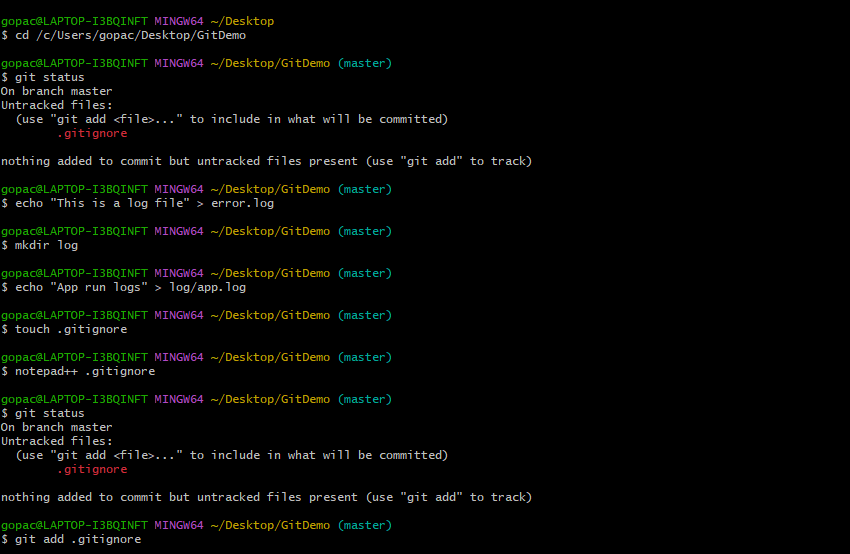 gopac@LAPTOP-I3BQINFT MINGW64 ~/Desktop
$ cd /c/Users/gopac/Desktop/GitDemo
gopac@LAPTOP-I3BQINFT MINGW64 ~/Desktop/GitDemo (master)
$ git status
On branch master
Untracked files:
  (use "git add <file>..." to include in what will be committed)
        .gitignore
nothing added to commit but untracked files present (use "git add" to track)
gopac@LAPTOP-I3BQINFT MINGW64 ~/Desktop/GitDemo (master)
$ echo "This is a log file" > error.log
gopac@LAPTOP-I3BQINFT MINGW64 ~/Desktop/GitDemo (master)
$ mkdir log
gopac@LAPTOP-I3BQINFT MINGW64 ~/Desktop/GitDemo (master)
$ echo "App run logs" > log/app.log
gopac@LAPTOP-I3BQINFT MINGW64 ~/Desktop/GitDemo (master)
$ touch .gitignore
gopac@LAPTOP-I3BQINFT MINGW64 ~/Desktop/GitDemo (master)
$ notepad++ .gitignore
gopac@LAPTOP-I3BQINFT MINGW64 ~/Desktop/GitDemo (master)
$ git status
On branch master
Untracked files:
  (use "git add <file>..." to include in what will be committed)
        .gitignore
nothing added to commit but untracked files present (use "git add" to track)
gopac@LAPTOP-I3BQINFT MINGW64 ~/Desktop/GitDemo (master)
$ git add .gitignore